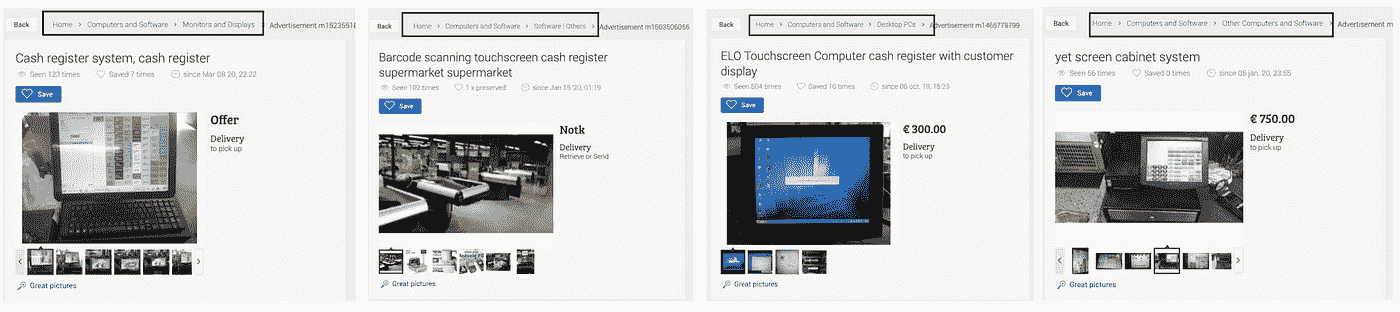 Back
Home > Computers and Software > Monitors and Displays > Advertisement m15235518
Cash register system, cash register
Seen 123 times Saved 7 times since Mar 08 20, 22:22
Save
Offer
Delivery
to pick up
Great pictures
Back
Home > Computers and Software > Software | Others > Advertisement m1503506056
Barcode scanning touchscreen cash register
supermarket supermarket
Seen 102 times 1 x preserved since Jan 15 '20, 01:19
Save
Notk
Delivery
Retrieve or Send
Great pictures
Back
Home > Computers and Software > Desktop PCs > Advertisement m1465778799
ELO Touchscreen Computer cash register with customer
display
Seen 504 times Saved 10 times since 06 oct. 19, 18:23
Save
€ 300.00
Delivery
to pick up
Great pictures
Back
Home > Computers and Software > Other Computers and Software > Advertisement m
yet screen cabinet system
Seen 56 times Saved 0 times since 05 jan. 20, 23:55
Save
€ 750.00
Delivery
to pick up
Great pictures